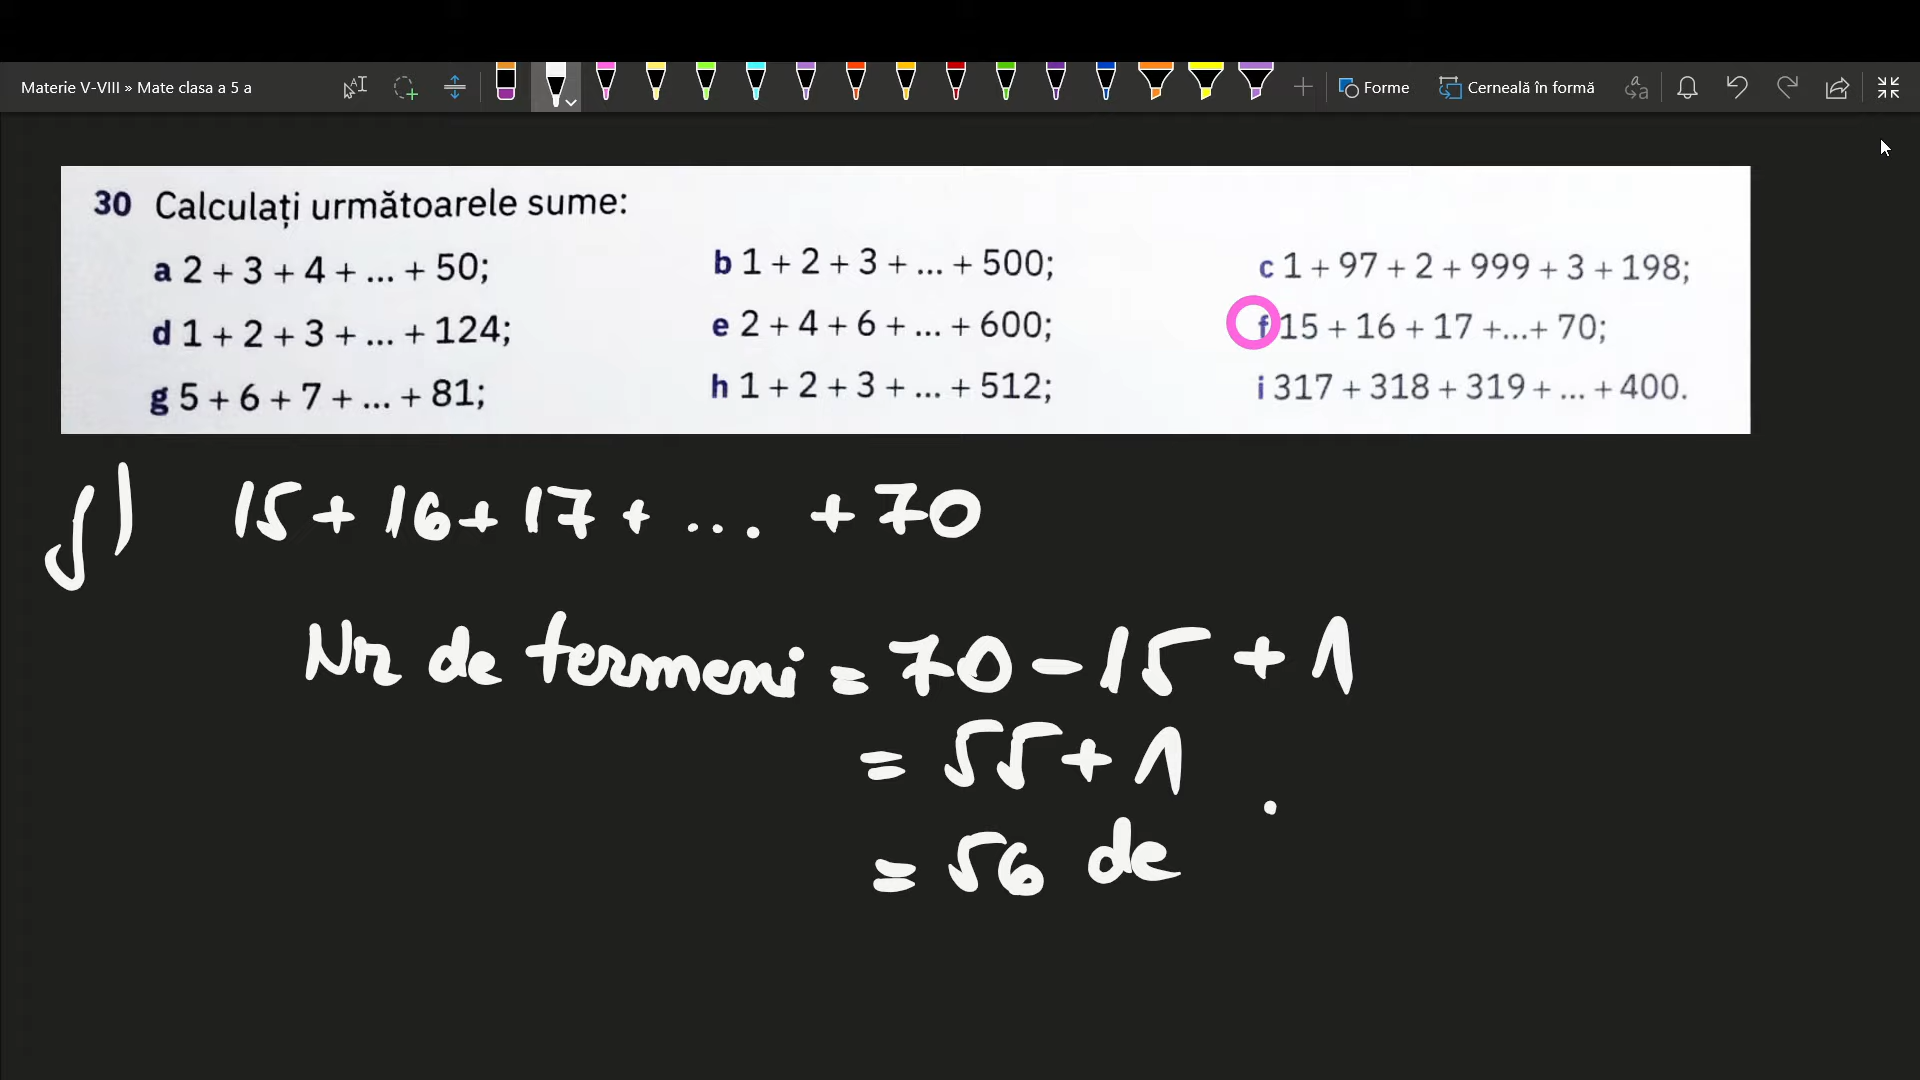 Materie V-VIII » Mate clasa a 5 a
Forme
Cerneală în formă
30 Calculați următoarele sume:
a 2 + 3 + 4 + ... + 50;
b 1 + 2 + 3 + ... + 500;
c 1 + 97 + 2 + 999 + 3 + 198;
d 1 + 2 + 3 + ... + 124;
e 2 + 4 + 6 + ... + 600;
f 15 + 16 + 17 +...+ 70;
g 5 + 6 + 7 + ... + 81;
h 1 + 2 + 3 + ... + 512;
i 317 + 318 + 319 + ... + 400.
f) 15 + 16 + 17 + ... + 70
Nr de termeni = 70 - 15 + 1
= 55 + 1
= 56 de